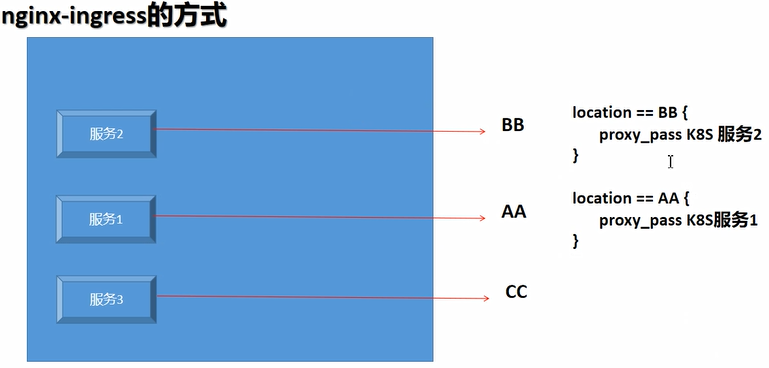 nginx-ingress的方式
服务2
BB
location == BB {
proxy_pass K8S 服务2
}
服务1
AA
location == AA {
proxy_pass K8S服务1
}
服务3
CC